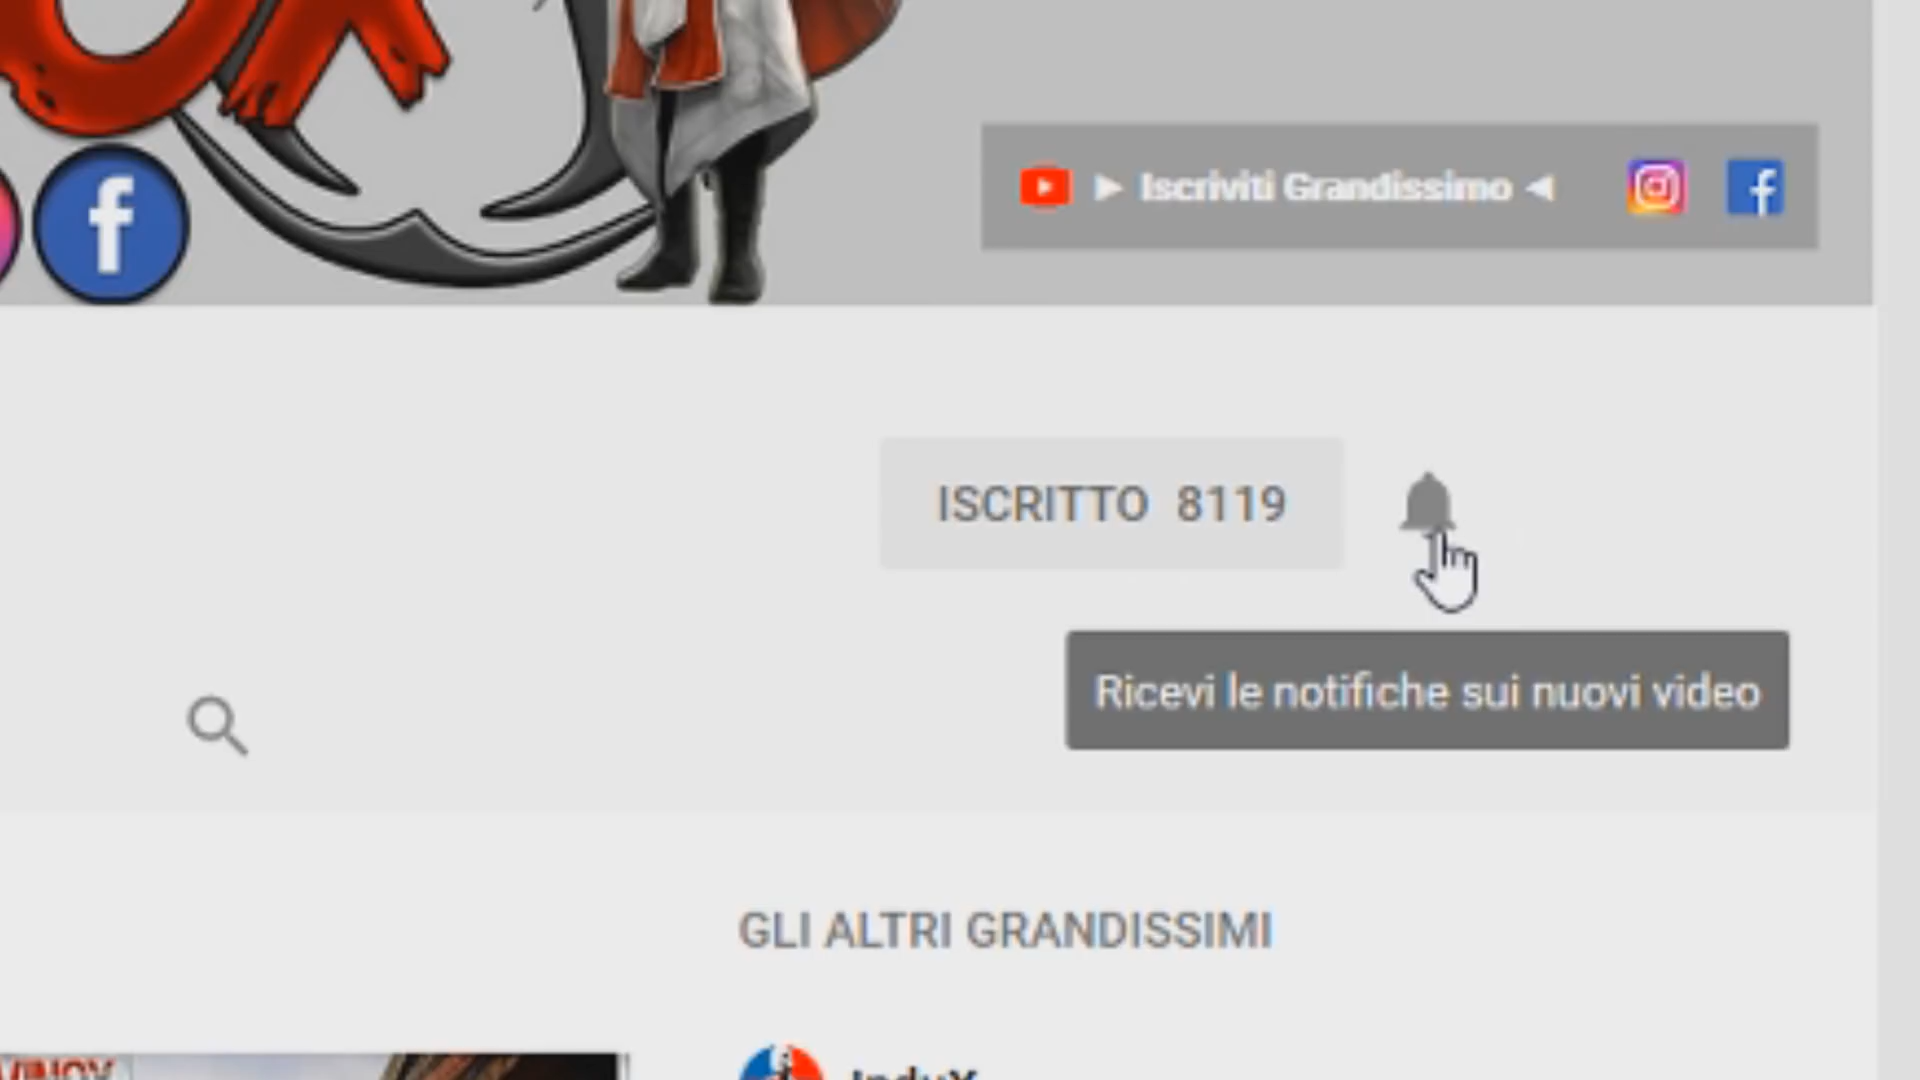 f
► Iscriviti Grandissimo ◄
ISCRITTO 8119
Ricevi le notifiche sui nuovi video
GLI ALTRI GRANDISSIMI